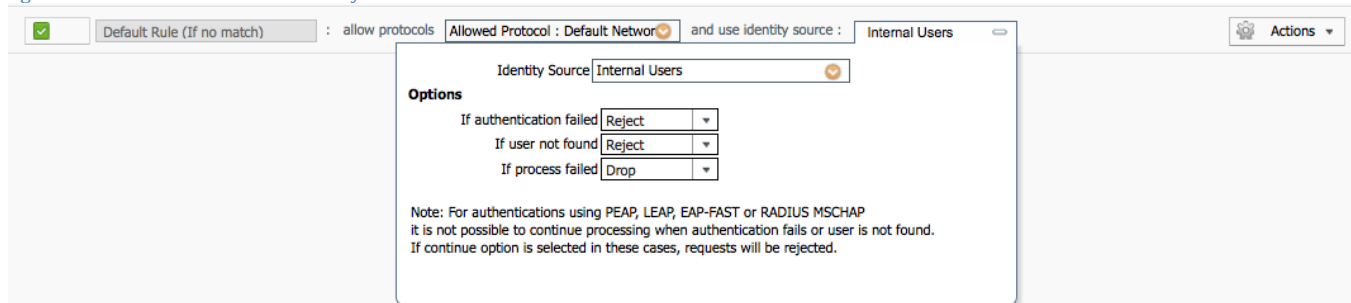 Default Rule (If no match) : allow protocols Allowed Protocol : Default Networ and use identity source : Internal Users Actions
Identity Source Internal Users
Options
If authentication failed Reject
If user not found Reject
If process failed Drop
Note: For authentications using PEAP, LEAP, EAP-FAST or RADIUS MSCHAP
it is not possible to continue processing when authentication fails or user is not found.
If continue option is selected in these cases, requests will be rejected.